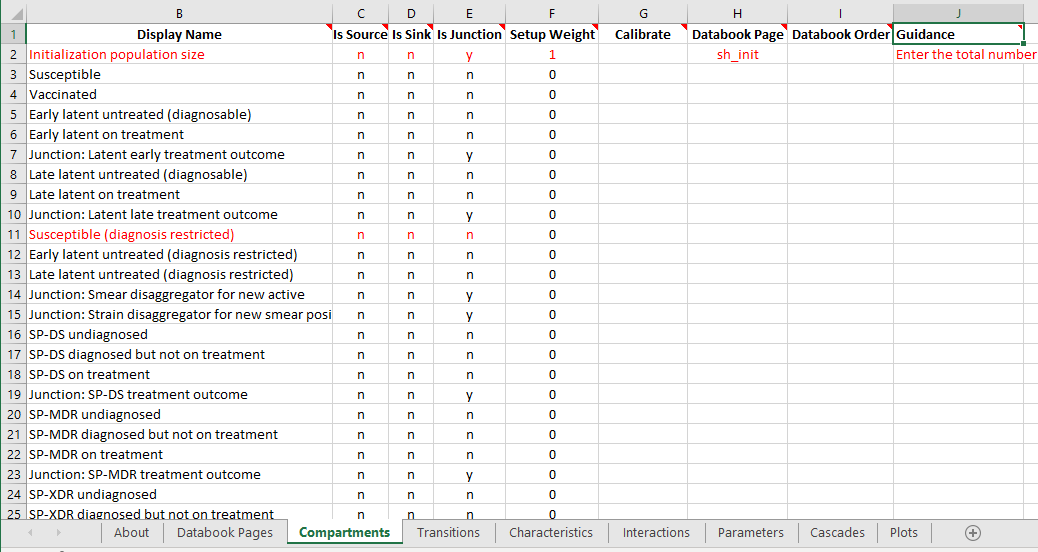 B C D E F G H I J
1 Display Name Is Source Is Sink Is Junction Setup Weight Calibrate Databook Page Databook Order Guidance
2 Initialization population size n n y 1 sh_init Enter the total number
3 Susceptible n n n 0
4 Vaccinated n n n 0
5 Early latent untreated (diagnosable) n n n 0
6 Early latent on treatment n n n 0
7 Junction: Latent early treatment outcome n n y 0
8 Late latent untreated (diagnosable) n n n 0
9 Late latent on treatment n n n 0
10 Junction: Latent late treatment outcome n n y 0
11 Susceptible (diagnosis restricted) n n n 0
12 Early latent untreated (diagnosis restricted) n n n 0
13 Late latent untreated (diagnosis restricted) n n n 0
14 Junction: Smear disaggregator for new active n n y 0
15 Junction: Strain disaggregator for new smear posi n n y 0
16 SP-DS undiagnosed n n n 0
17 SP-DS diagnosed but not on treatment n n n 0
18 SP-DS on treatment n n n 0
19 Junction: SP-DS treatment outcome n n y 0
20 SP-MDR undiagnosed n n n 0
21 SP-MDR diagnosed but not on treatment n n n 0
22 SP-MDR on treatment n n n 0
23 Junction: SP-MDR treatment outcome n n y 0
24 SP-XDR undiagnosed n n n 0
25 SP-XDR diagnosed but not on treatment n n n 0
About Databook Pages Compartments Transitions Characteristics Interactions Parameters Cascades Plots